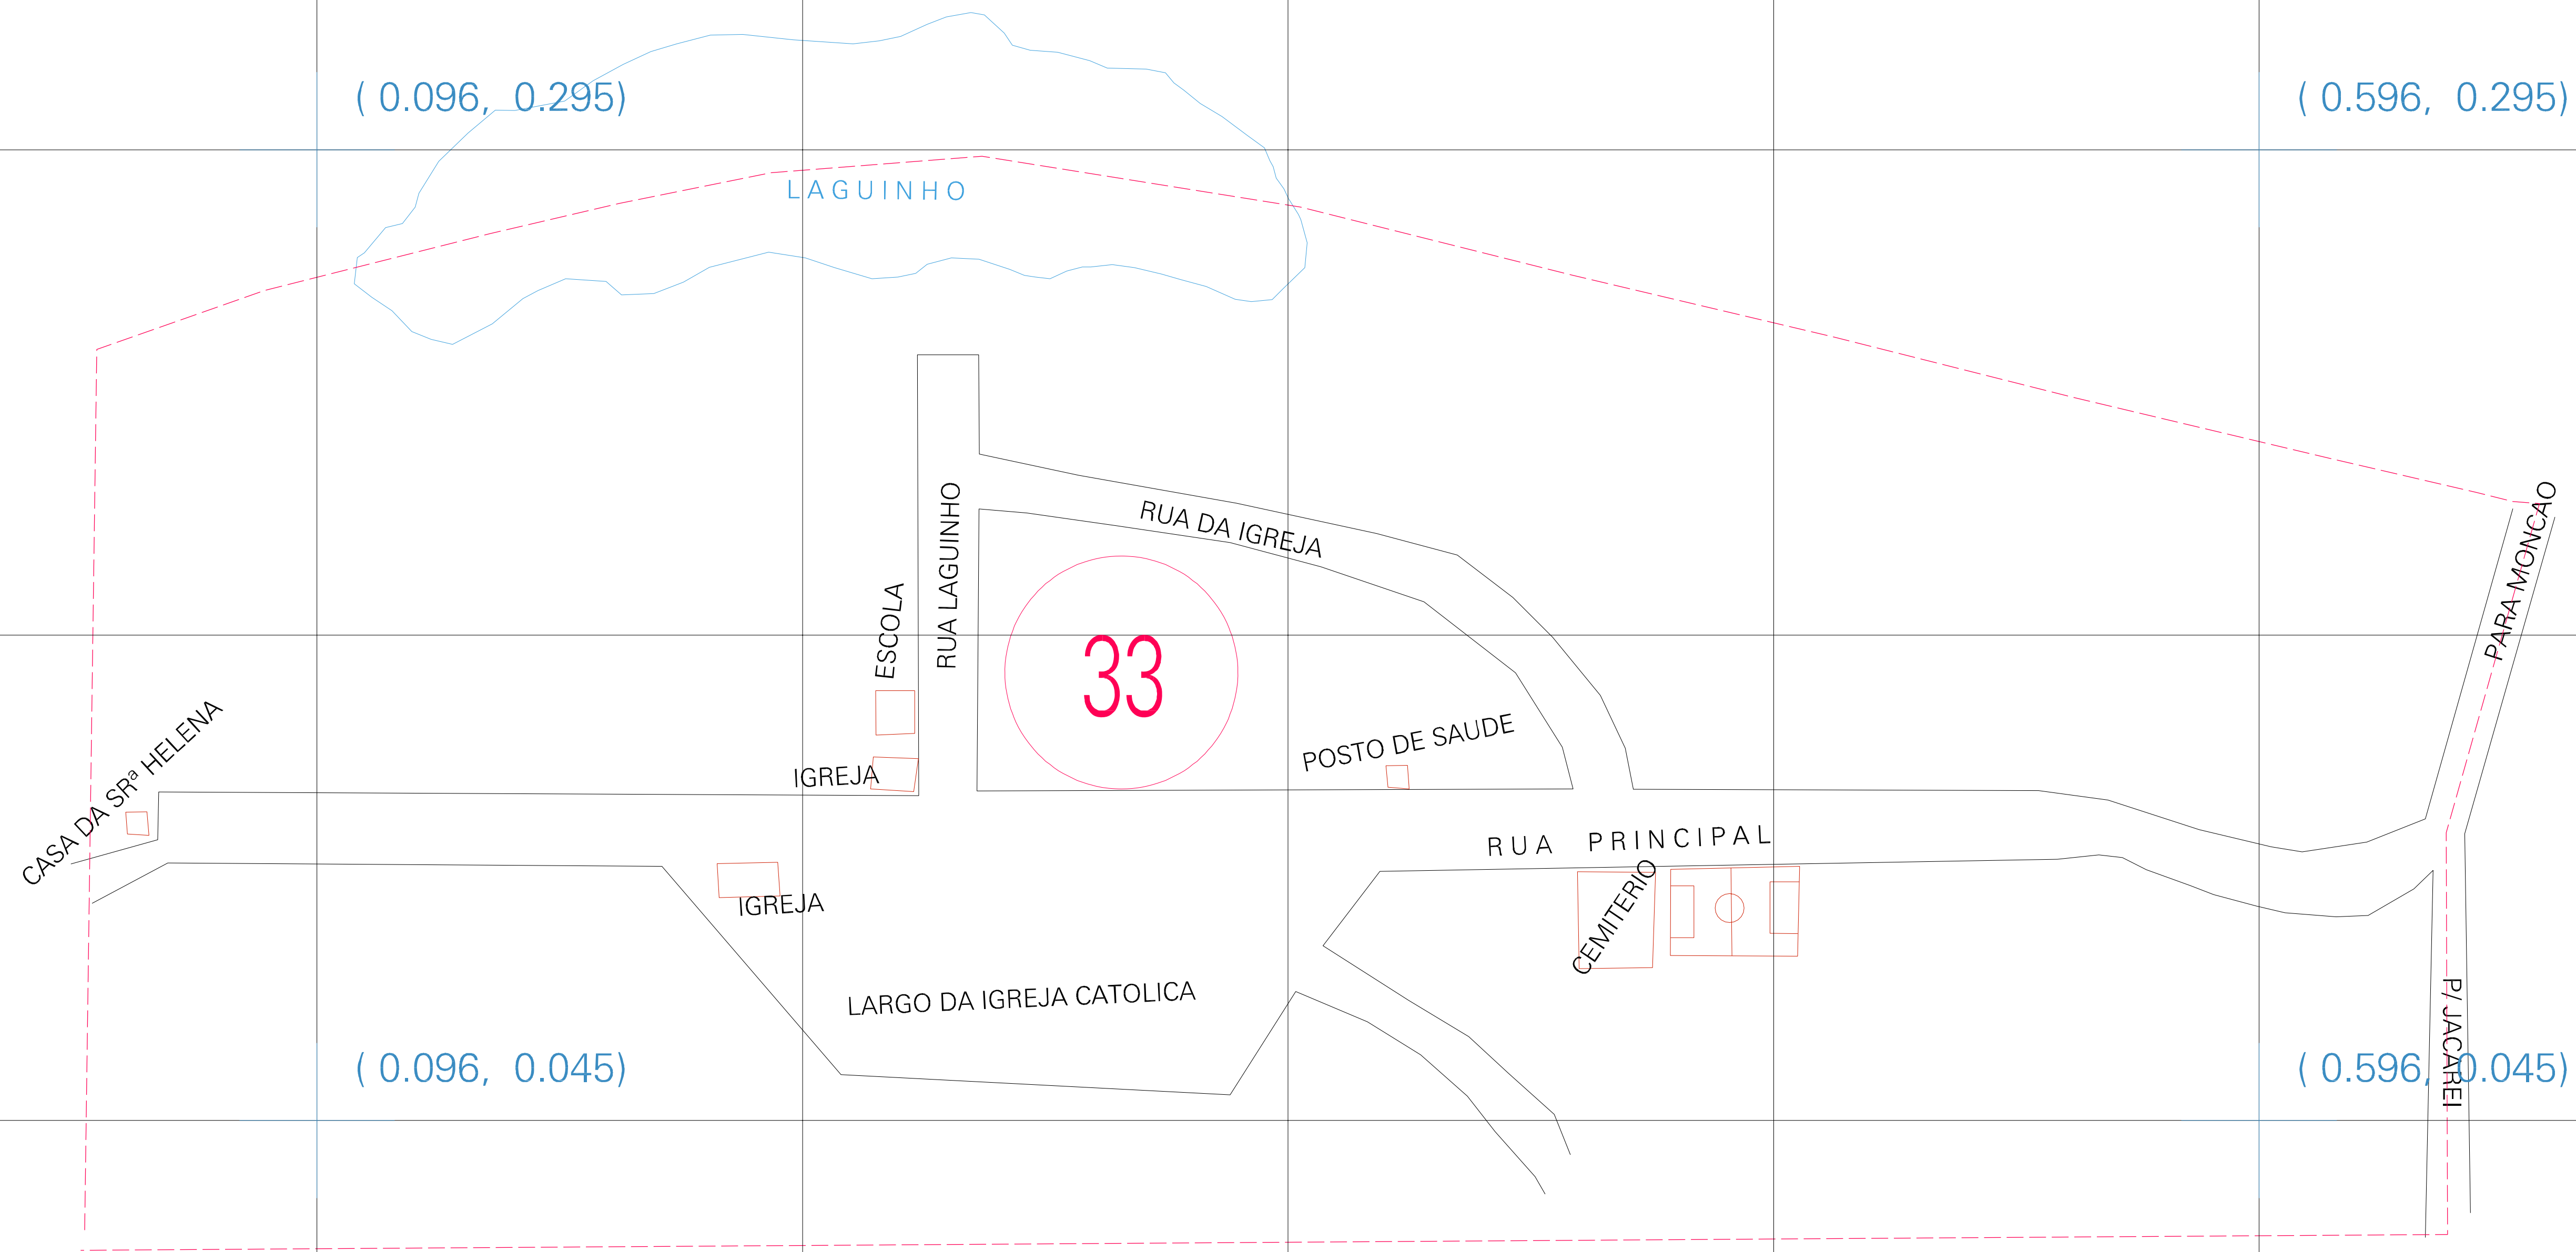 ( 0.096, 0.295)
( 0.596, 0.295)
LAGUINHO
PARA MONCAO
RUA LAGUINHO
RUA DA IGREJA
ESCOLA
33
CASA DA SRª HELENA
POSTO DE SAUDE
IGREJA
RUA PRINCIPAL
IGREJA
CEMITERIO
LARGO DA IGREJA CATOLICA
P/ JACAREI
( 0.096, 0.045)
( 0.596, 0.045)